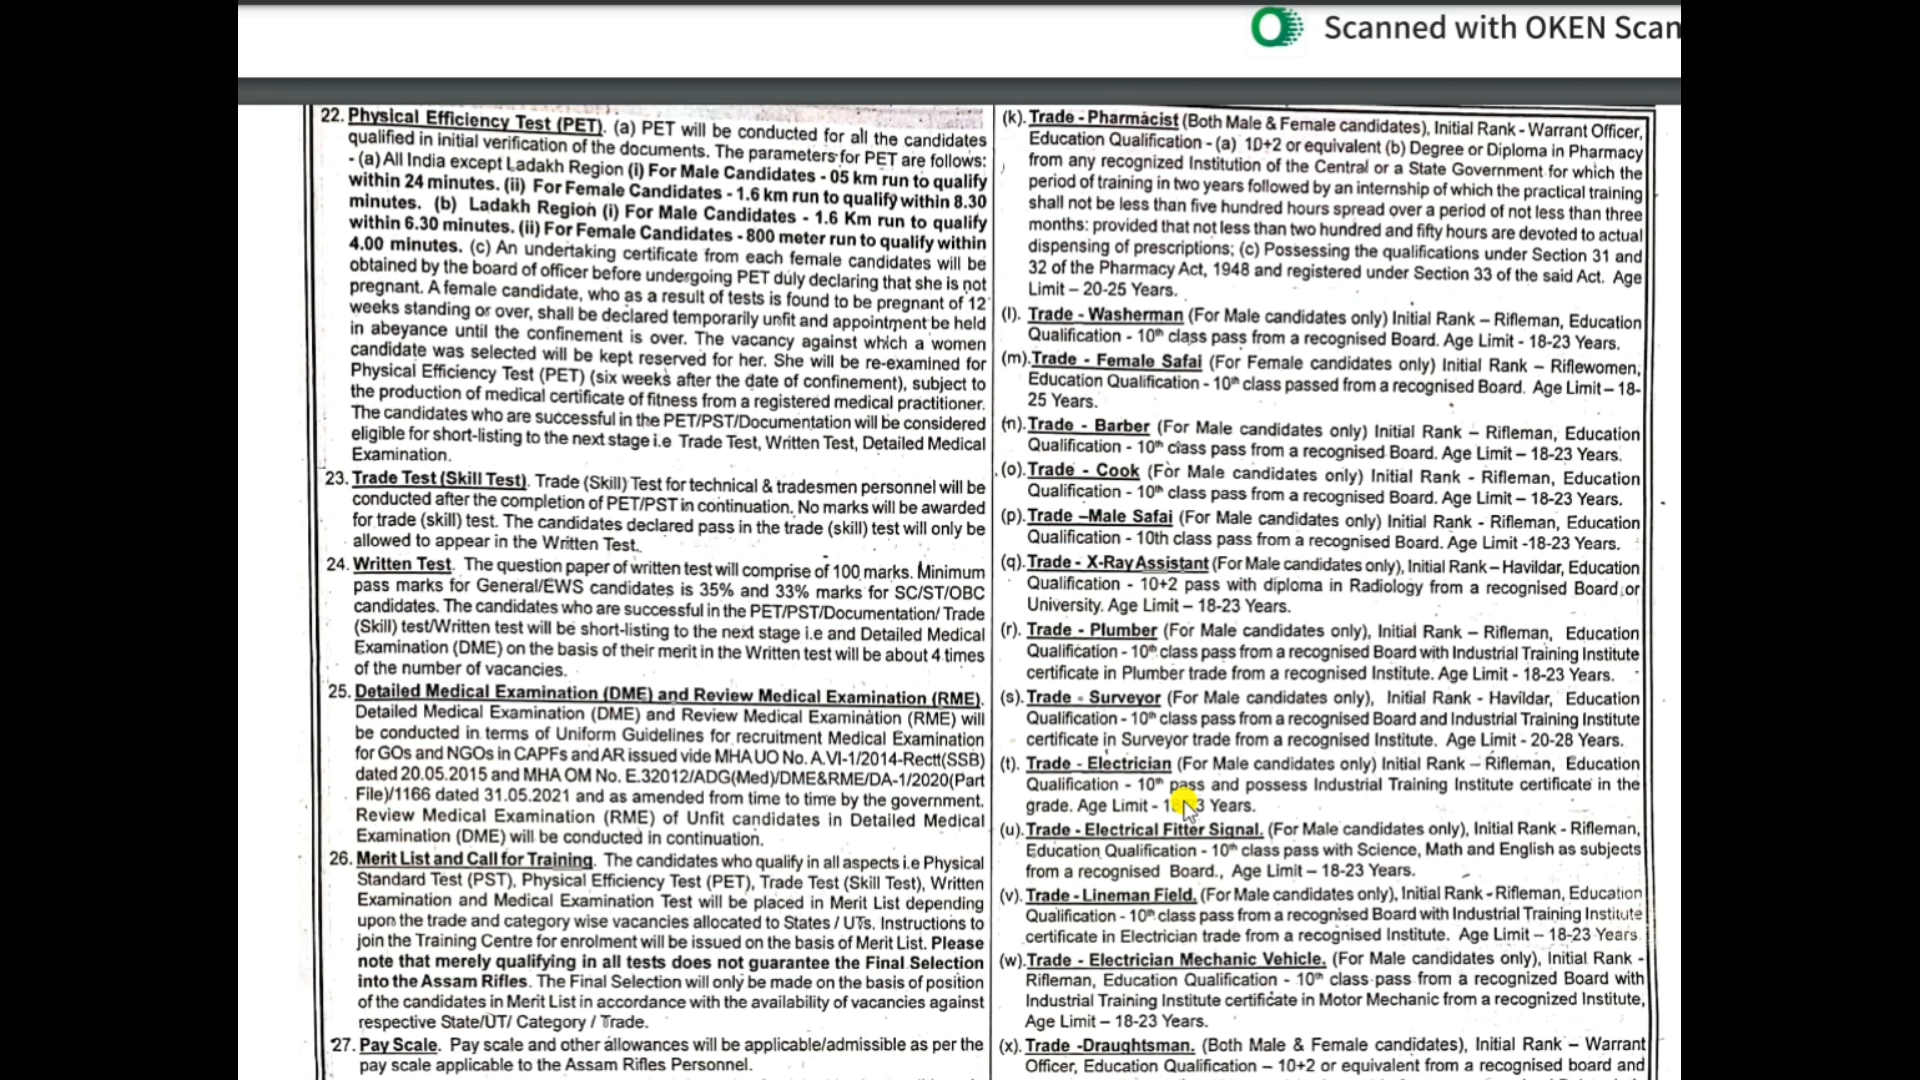 Scanned with OKEN Scan
22. Physical Efficiency Test (PET). (a) PET will be conducted for all the candidates
qualified in initial verification of the documents. The parameters for PET are follows:
- (a) All India except Ladakh Region (i) For Male Candidates - 05 km run to qualify
within 24 minutes. (ii) For Female Candidates - 1.6 km run to qualify within 8.30
minutes. (b) Ladakh Region (i) For Male Candidates - 1.6 Km run to qualify
within 6.30 minutes. (ii) For Female Candidates - 800 meter run to qualify within
4.00 minutes. (c) An undertaking certificate from each female candidates will be
obtained by the board of officer before undergoing PET duly declaring that she is not
pregnant. A female candidate, who as a result of tests is found to be pregnant of 12
weeks standing or over, shall be declared temporarily unfit and appointment be held
in abeyance until the confinement is over. The vacancy against which a women
candidate was selected will be kept reserved for her. She will be re-examined for
Physical Efficiency Test (PET) (six weeks after the date of confinement), subject to
the production of medical certificate of fitness from a registered medical practitioner.
The candidates who are successful in the PET/PST/Documentation will be considered
eligible for short-listing to the next stage i.e Trade Test, Written Test, Detailed Medical
Examination.
23. Trade Test (Skill Test). Trade (Skill) Test for technical & tradesmen personnel will be
conducted after the completion of PET/PST in continuation. No marks will be awarded
for trade (skill) test. The candidates declared pass in the trade (skill) test will only be
allowed to appear in the Written Test.
24. Written Test. The question paper of written test will comprise of 100 marks. Minimum
pass marks for General/EWS candidates is 35% and 33% marks for SC/ST/OBC
candidates. The candidates who are successful in the PET/PST/Documentation/ Trade
(Skill) test/Written test will be short-listing to the next stage i.e and Detailed Medical
Examination (DME) on the basis of their merit in the Written test will be about 4 times
of the number of vacancies.
25. Detailed Medical Examination (DME) and Review Medical Examination (RME).
Detailed Medical Examination (DME) and Review Medical Examination (RME) will
be conducted in terms of Uniform Guidelines for recruitment Medical Examination
for GOs and NGOs in CAPFs and AR issued vide MHA UO No. A.VI-1/2014-Rectt(SSB)
dated 20.05.2015 and MHA OM No. E.32012/ADG(Med)/DME&RME/DA-1/2020(Part
File)/1166 dated 31.05.2021 and as amended from time to time by the government.
Review Medical Examination (RME) of Unfit candidates in Detailed Medical
Examination (DME) will be conducted in continuation.
26. Merit List and Call for Training. The candidates who qualify in all aspects i.e Physical
Standard Test (PST), Physical Efficiency Test (PET), Trade Test (Skill Test), Written
Examination and Medical Examination Test will be placed in Merit List depending
upon the trade and category wise vacancies allocated to States / UTs. Instructions to
join the Training Centre for enrolment will be issued on the basis of Merit List. Please
note that merely qualifying in all tests does not guarantee the Final Selection
into the Assam Rifles. The Final Selection will only be made on the basis of position
of the candidates in Merit List in accordance with the availability of vacancies against
respective State/UT/ Category / Trade.
27. Pay Scale. Pay scale and other allowances will be applicable/admissible as per the
pay scale applicable to the Assam Rifles Personnel.
(k). Trade - Pharmacist (Both Male & Female candidates), Initial Rank - Warrant Officer,
Education Qualification - (a) 10+2 or equivalent (b) Degree or Diploma in Pharmacy
from any recognized Institution of the Central or a State Government for which the
period of training in two years followed by an internship of which the practical training
shall not be less than five hundred hours spread over a period of not less than three
months: provided that not less than two hundred and fifty hours are devoted to actual
dispensing of prescriptions; (c) Possessing the qualifications under Section 31 and
32 of the Pharmacy Act, 1948 and registered under Section 33 of the said Act. Age
Limit – 20-25 Years.
(l). Trade - Washerman (For Male candidates only) Initial Rank – Rifleman, Education
Qualification - 10th class pass from a recognised Board. Age Limit - 18-23 Years.
(m). Trade - Female Safai (For Female candidates only) Initial Rank – Riflewomen,
Education Qualification - 10th class passed from a recognised Board. Age Limit – 18-
25 Years.
(n). Trade - Barber (For Male candidates only) Initial Rank – Rifleman, Education
Qualification - 10th class pass from a recognised Board. Age Limit – 18-23 Years.
(o). Trade - Cook (For Male candidates only) Initial Rank - Rifleman, Education
Qualification - 10th class pass from a recognised Board. Age Limit – 18-23 Years.
(p). Trade –Male Safai (For Male candidates only) Initial Rank - Rifleman, Education
Qualification - 10th class pass from a recognised Board. Age Limit -18-23 Years.
(q). Trade - X-Ray Assistant (For Male candidates only), Initial Rank – Havildar, Education
Qualification - 10+2 pass with diploma in Radiology from a recognised Board or
University. Age Limit – 18-23 Years.
(r). Trade - Plumber (For Male candidates only), Initial Rank – Rifleman, Education
Qualification - 10th class pass from a recognised Board with Industrial Training Institute
certificate in Plumber trade from a recognised Institute. Age Limit - 18-23 Years.
(s). Trade - Surveyor (For Male candidates only), Initial Rank - Havildar, Education
Qualification - 10th class pass from a recognised Board and Industrial Training Institute
certificate in Surveyor trade from a recognised Institute. Age Limit - 20-28 Years.
(t). Trade - Electrician (For Male candidates only) Initial Rank – Rifleman, Education
Qualification - 10th pass and possess Industrial Training Institute certificate in the
grade. Age Limit - Years.
(u). Trade - Electrical Fitter Signal. (For Male candidates only), Initial Rank - Rifleman,
Education Qualification - 10th class pass with Science, Math and English as subjects
from a recognised Board., Age Limit – 18-23 Years.
(v). Trade - Lineman Field. (For Male candidates only), Initial Rank - Rifleman, Education
Qualification - 10th class pass from a recognised Board with Industrial Training Institute
certificate in Electrician trade from a recognised Institute. Age Limit – 18-23 Years.
(w). Trade - Electrician Mechanic Vehicle. (For Male candidates only), Initial Rank -
Rifleman, Education Qualification - 10th class pass from a recognized Board with
Industrial Training Institute certificate in Motor Mechanic from a recognized Institute,
Age Limit – 18-23 Years.
(x). Trade -Draughtsman. (Both Male & Female candidates), Initial Rank – Warrant
Officer, Education Qualification – 10+2 or equivalent from a recognised board and